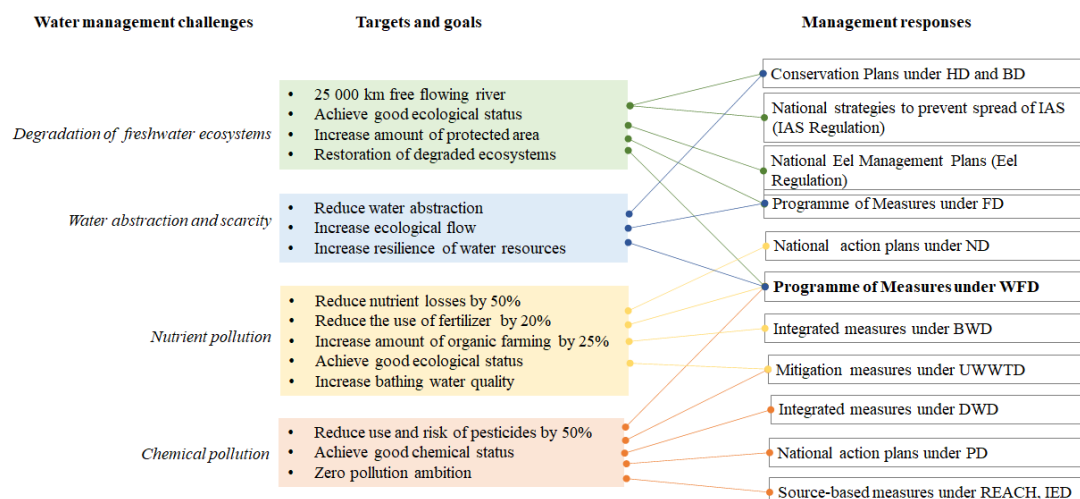 Water management challenges
Targets and goals
Management responses
Degradation of freshwater ecosystems
• 25 000 km free flowing river
• Achieve good ecological status
• Increase amount of protected area
• Restoration of degraded ecosystems
Water abstraction and scarcity
• Reduce water abstraction
• Increase ecological flow
• Increase resilience of water resources
Nutrient pollution
• Reduce nutrient losses by 50%
• Reduce the use of fertilizer by 20%
• Increase amount of organic farming by 25%
• Achieve good ecological status
• Increase bathing water quality
Chemical pollution
• Reduce use and risk of pesticides by 50%
• Achieve good chemical status
• Zero pollution ambition
Conservation Plans under HD and BD
National strategies to prevent spread of IAS
(IAS Regulation)
National Eel Management Plans (Eel
Regulation)
Programme of Measures under FD
National action plans under ND
Programme of Measures under WFD
Integrated measures under BWD
Mitigation measures under UWWTD
Integrated measures under DWD
National action plans under PD
Source-based measures under REACH, IED